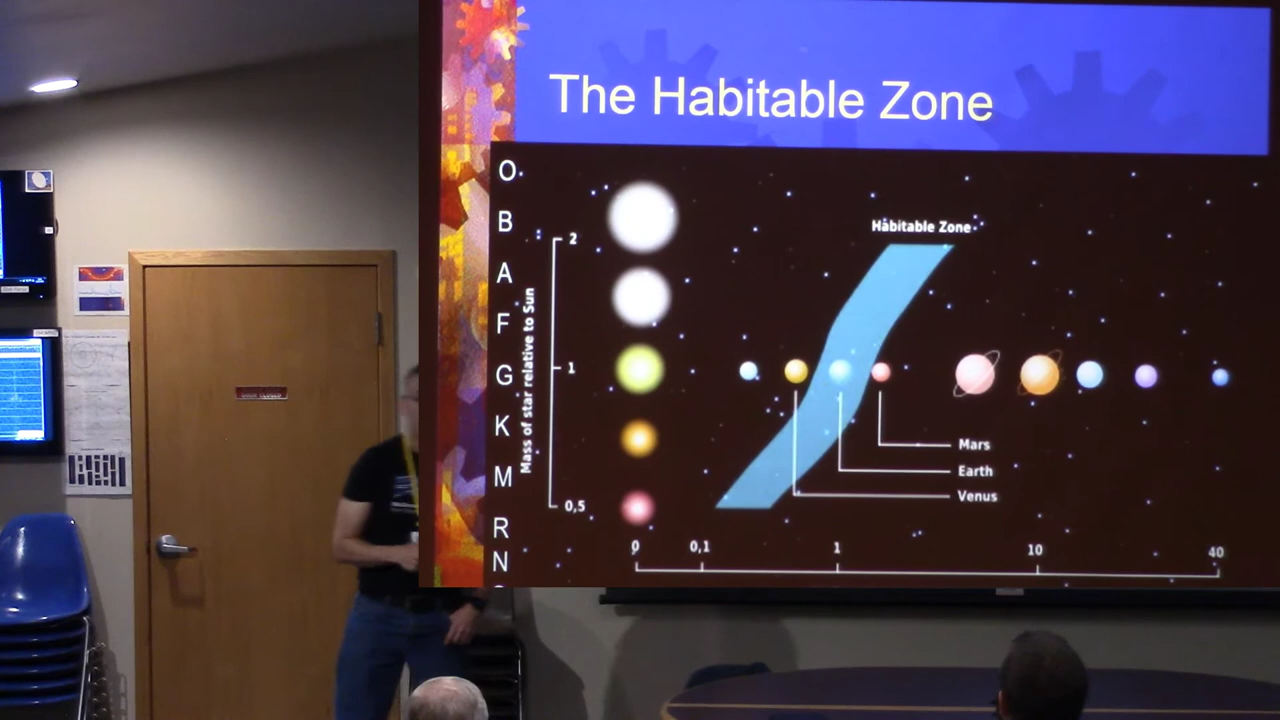 The Habitable Zone
O
B
A
F
G
K
M
R
N
Mass of star relative to Sun
2
1
0,5
Habitable Zone
Mars
Earth
Venus
0
0,1
1
10
40